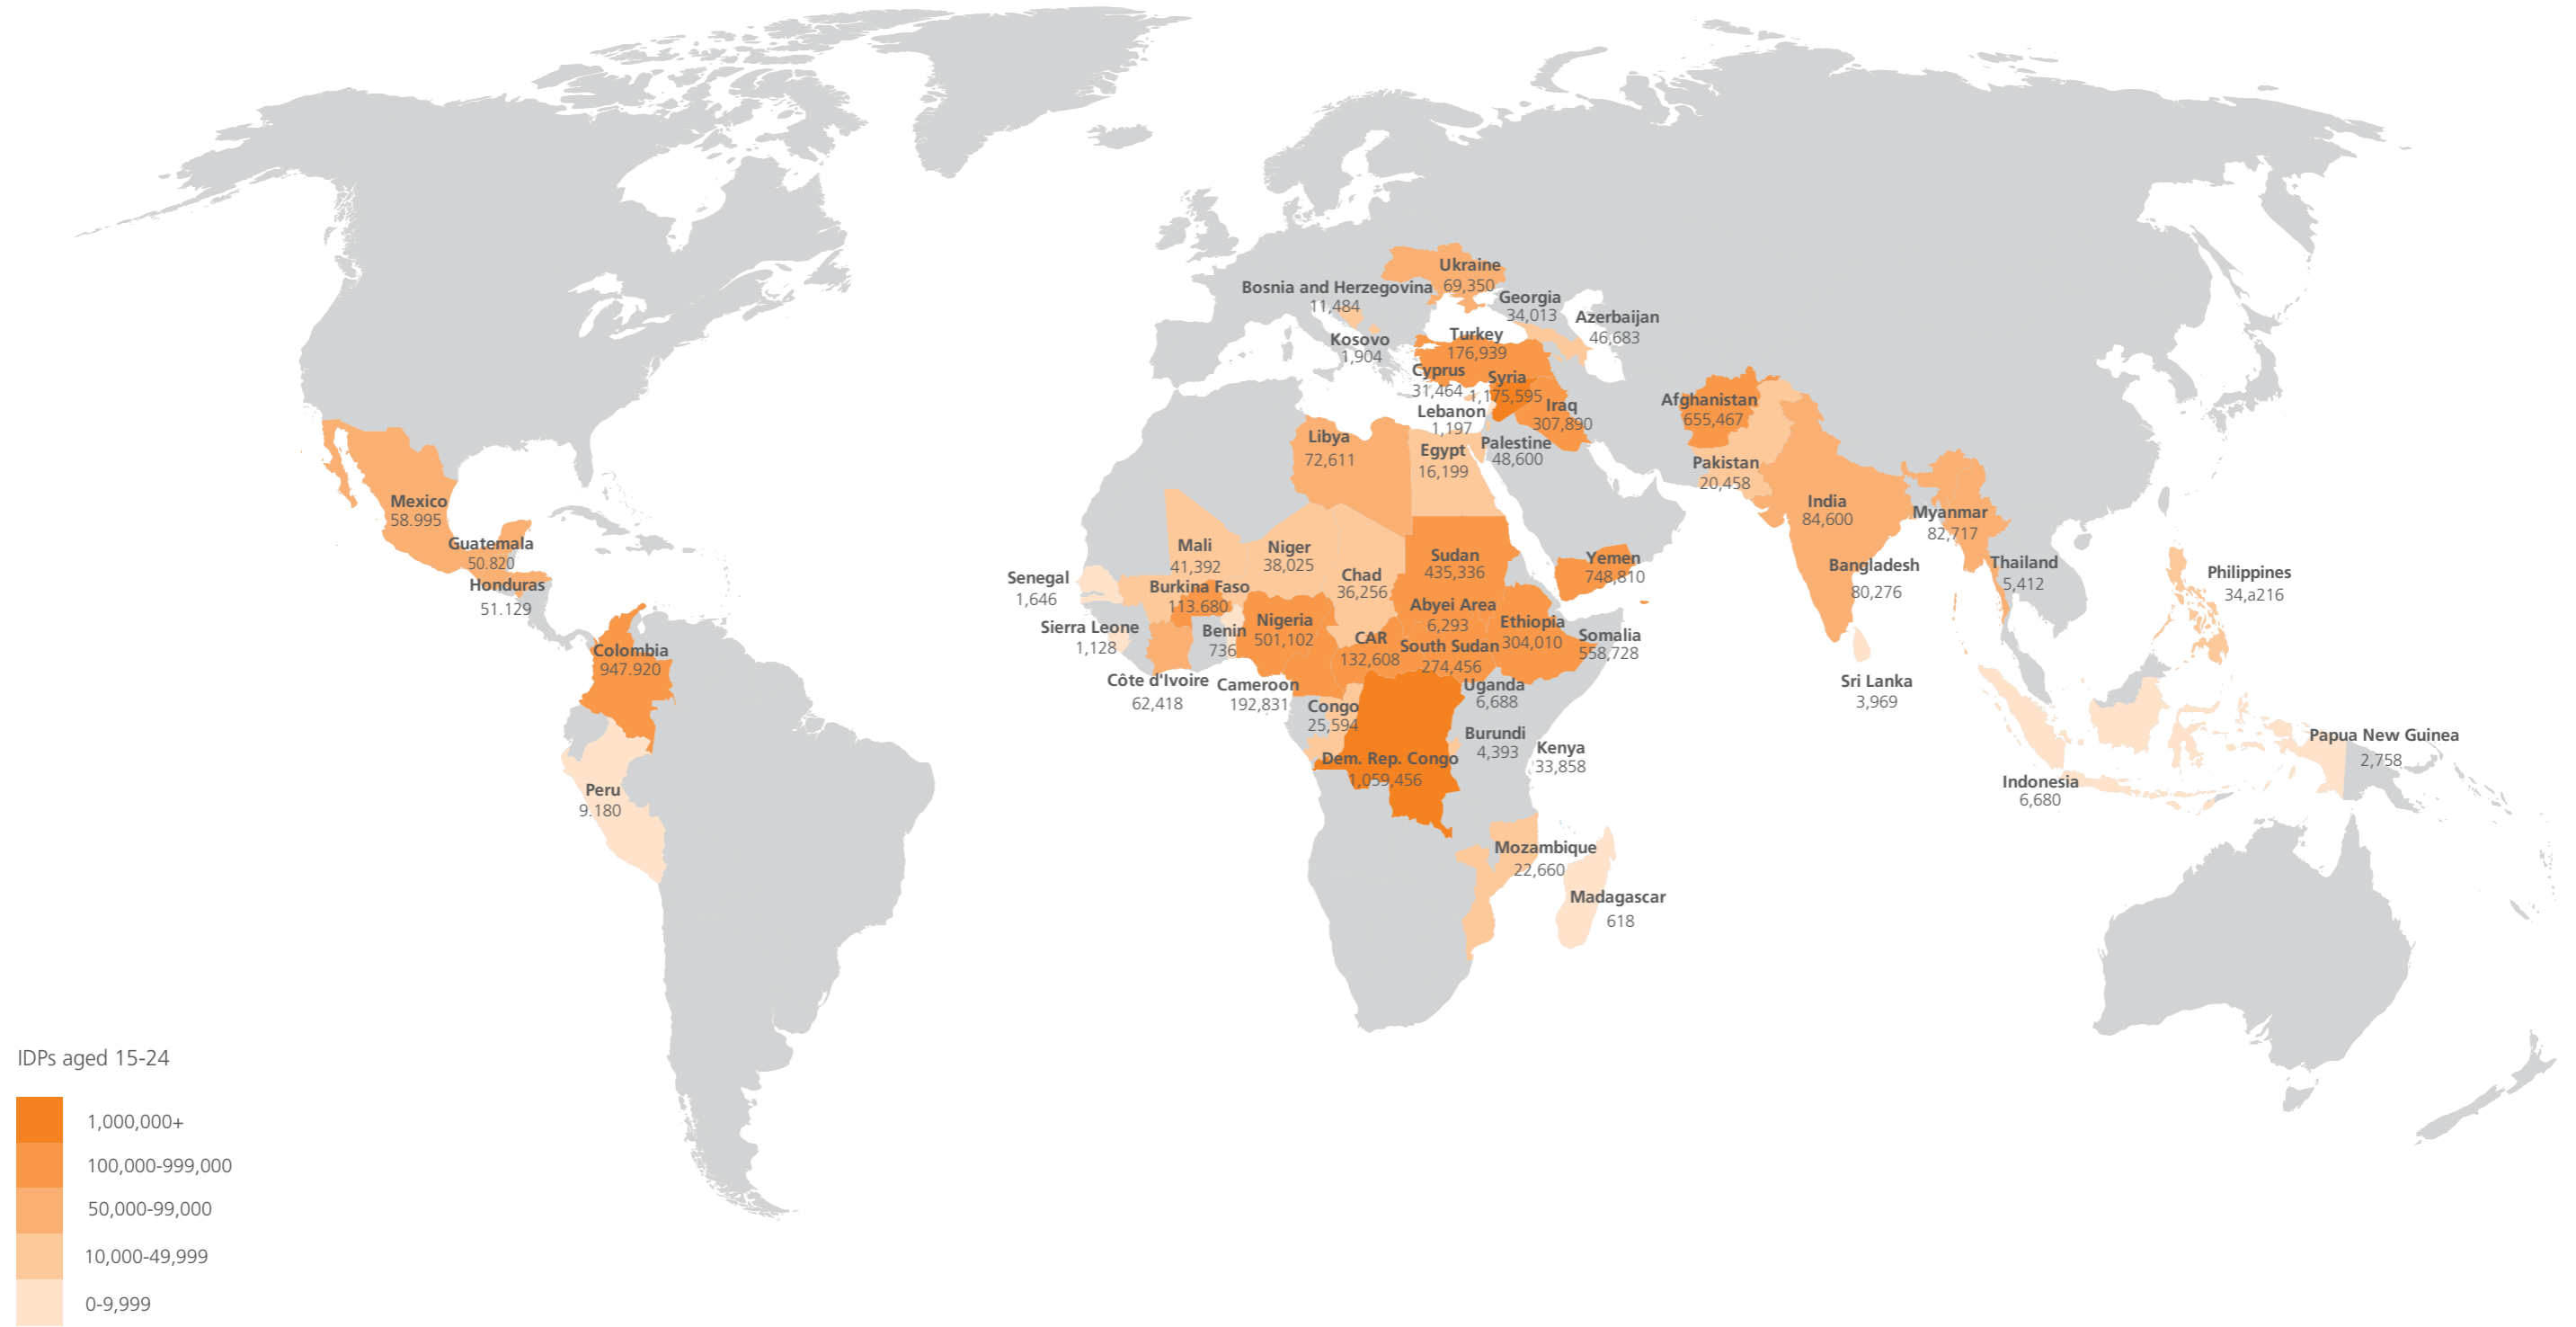 Ukraine
69,350
Bosnia and Herzegovina
11,484
Georgia
34,013
Azerbaijan
46,683
Kosovo
1,904
Turkey
176,939
Cyprus
31,464
Syria
1,175,595
Lebanon
1,197
Iraq
307,890
Palestine
48,600
Afghanistan
655,467
Pakistan
20,458
India
84,600
Myanmar
82,717
Bangladesh
80,276
Thailand
5,412
Philippines
34,a216
Sri Lanka
3,969
Indonesia
6,680
Papua New Guinea
2,758
Libya
72,611
Egypt
16,199
Mali
41,392
Niger
38,025
Chad
36,256
Sudan
435,336
Yemen
748,810
Senegal
1,646
Burkina Faso
113.680
Sierra Leone
1,128
Benin
736
Nigeria
501,102
Abyei Area
6,293
Ethiopia
304,010
Somalia
558,728
CAR
132,608
South Sudan
274,456
Côte d'Ivoire
62,418
Cameroon
192,831
Uganda
6,688
Congo
25,594
Burundi
4,393
Kenya
33,858
Dem. Rep. Congo
1,059,456
Mozambique
22,660
Madagascar
618
Mexico
58.995
Guatemala
50.820
Honduras
51.129
Colombia
947.920
Peru
9.180
IDPs aged 15-24
1,000,000+
100,000-999,000
50,000-99,000
10,000-49,999
0-9,999